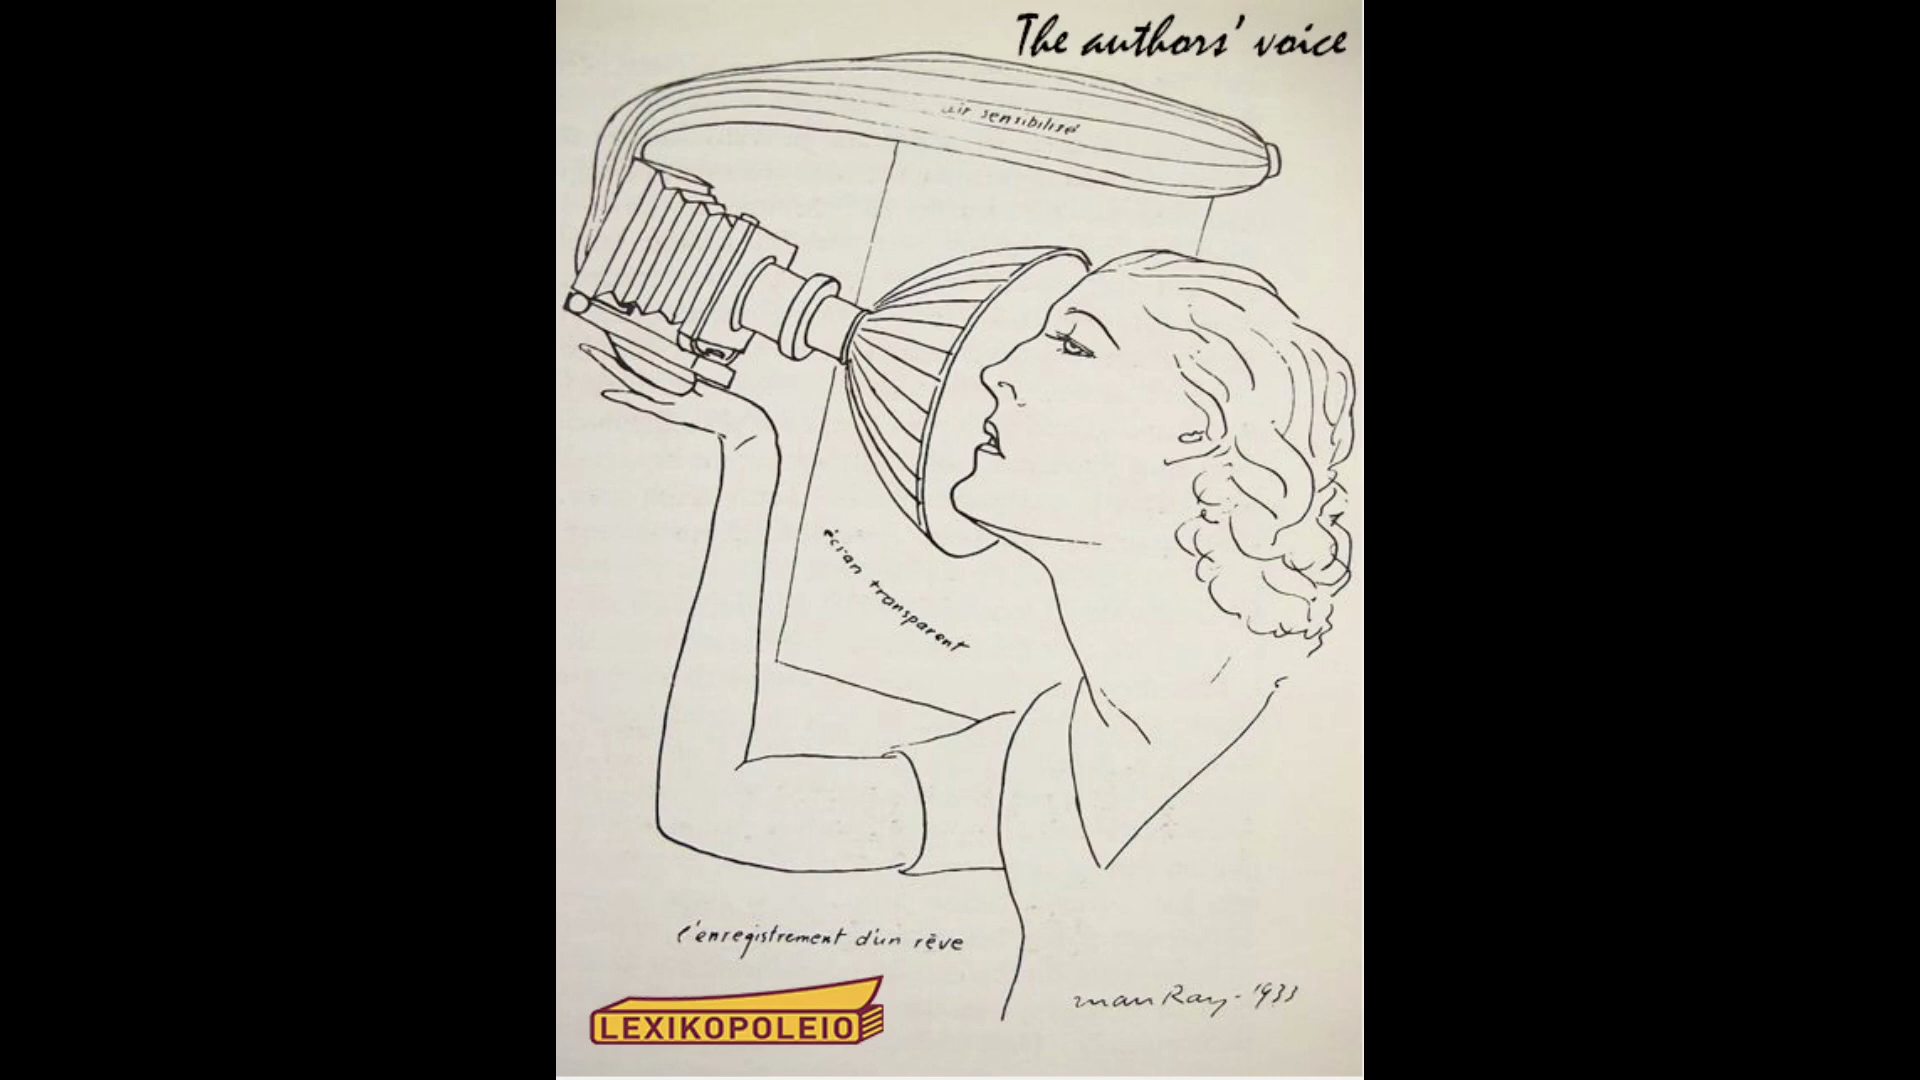 The authors' voice
air sensibilisé
écran transparent
l'enregistrement d'un rêve
man Ray - 1933
LEXIKOPOLEIO